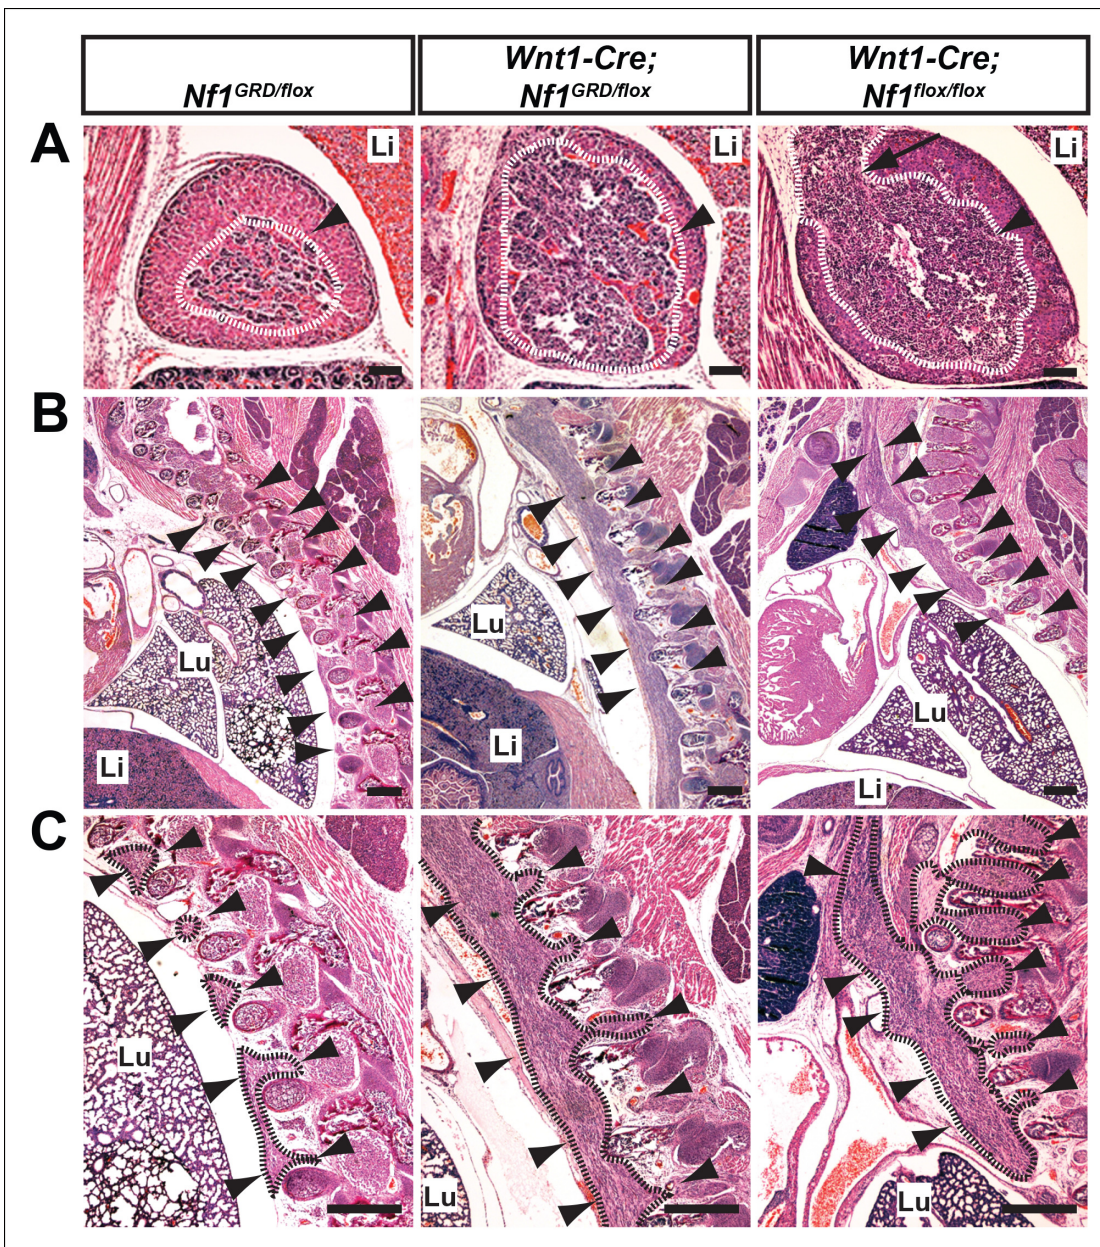 Nf1GRD/flox
Wnt1-Cre;
Nf1GRD/flox
Wnt1-Cre;
Nf1flox/flox
A
Li
Li
Li
B
Lu
Li
Lu
Li
Lu
Li
C
Lu
Lu
Lu